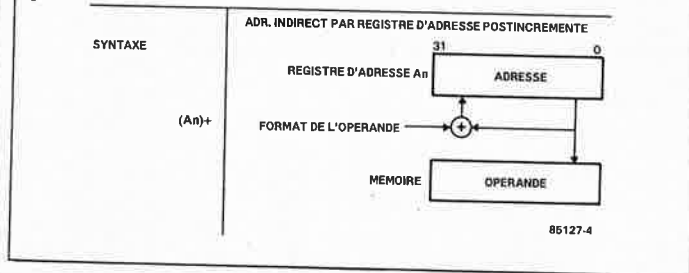 ADR. INDIRECT PAR REGISTRE D'ADRESSE POSTINCREMENTE
SYNTAXE
31 0
REGISTRE D'ADRESSE An ADRESSE
(An)+ FORMAT DE L'OPERANDE +
MEMOIRE OPERANDE
85127-4